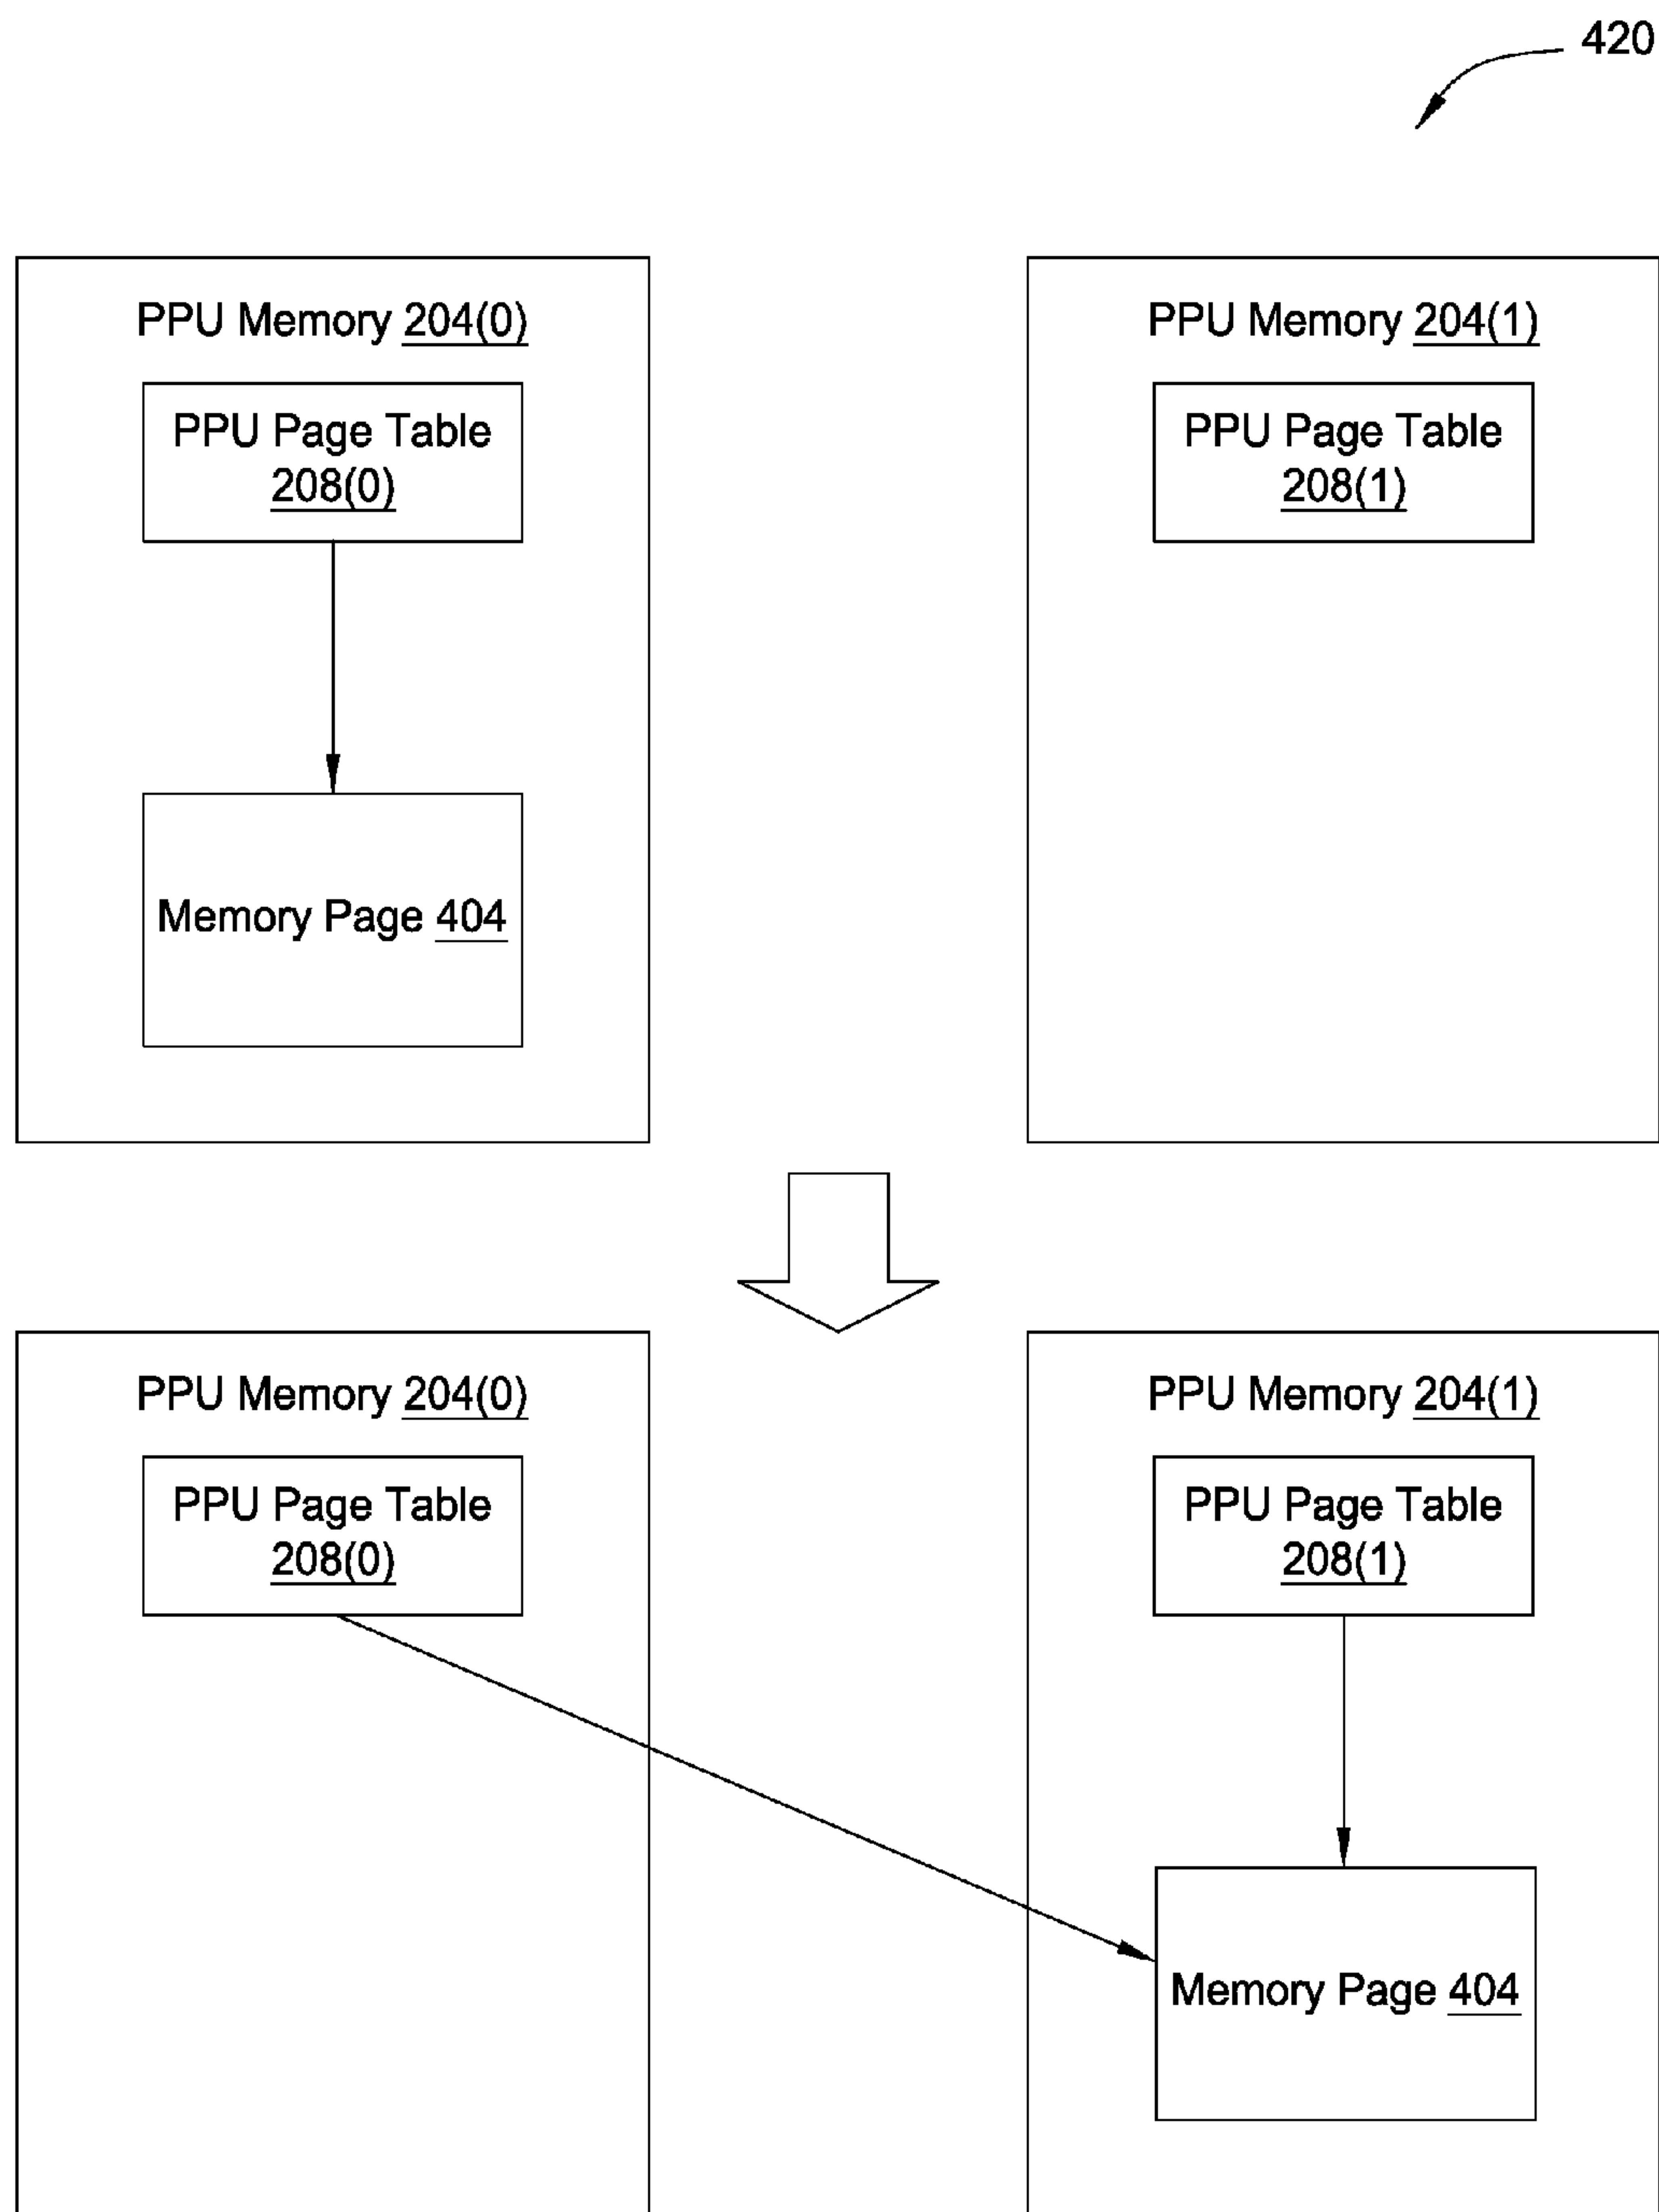 420
PPU Memory 204(0)
PPU Page Table
208(0)
Memory Page 404
PPU Memory 204(1)
PPU Page Table
208(1)
PPU Memory 204(0)
PPU Page Table
208(0)
PPU Memory 204(1)
PPU Page Table
208(1)
Memory Page 404